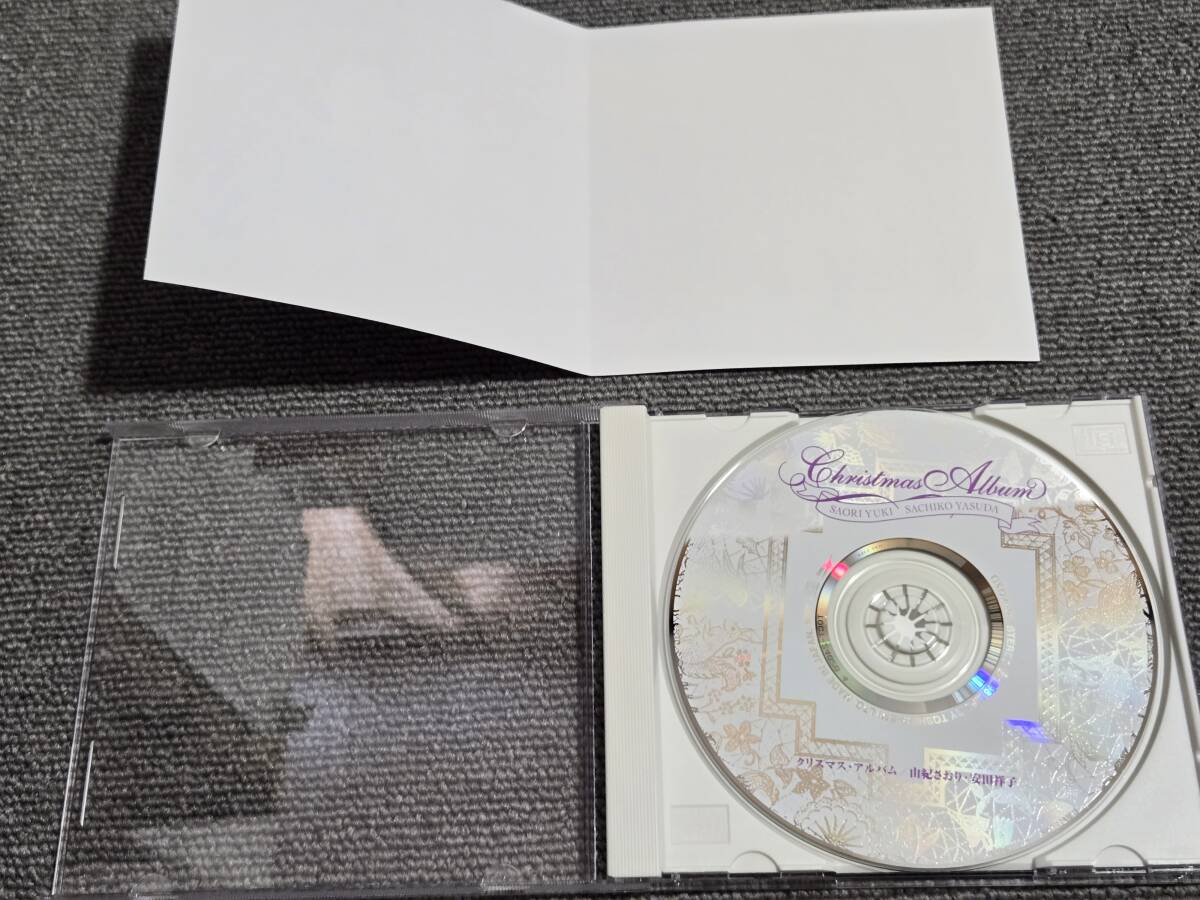 Christmas Album
SAORI YUKI SACHIKO YASUDA
クリスマス・アルバム 由紀さおり・安田祥子